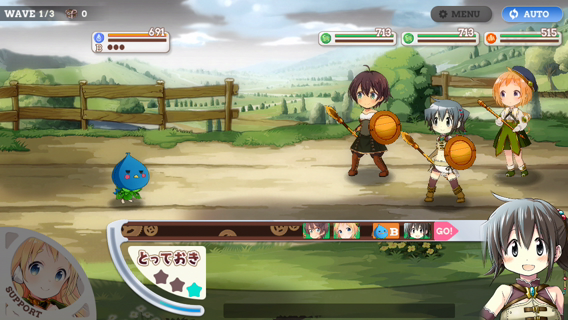 WAVE 1/3
0
MENU
AUTO
691
B
713
713
515
B
GO!
とっておき
SUPPORT